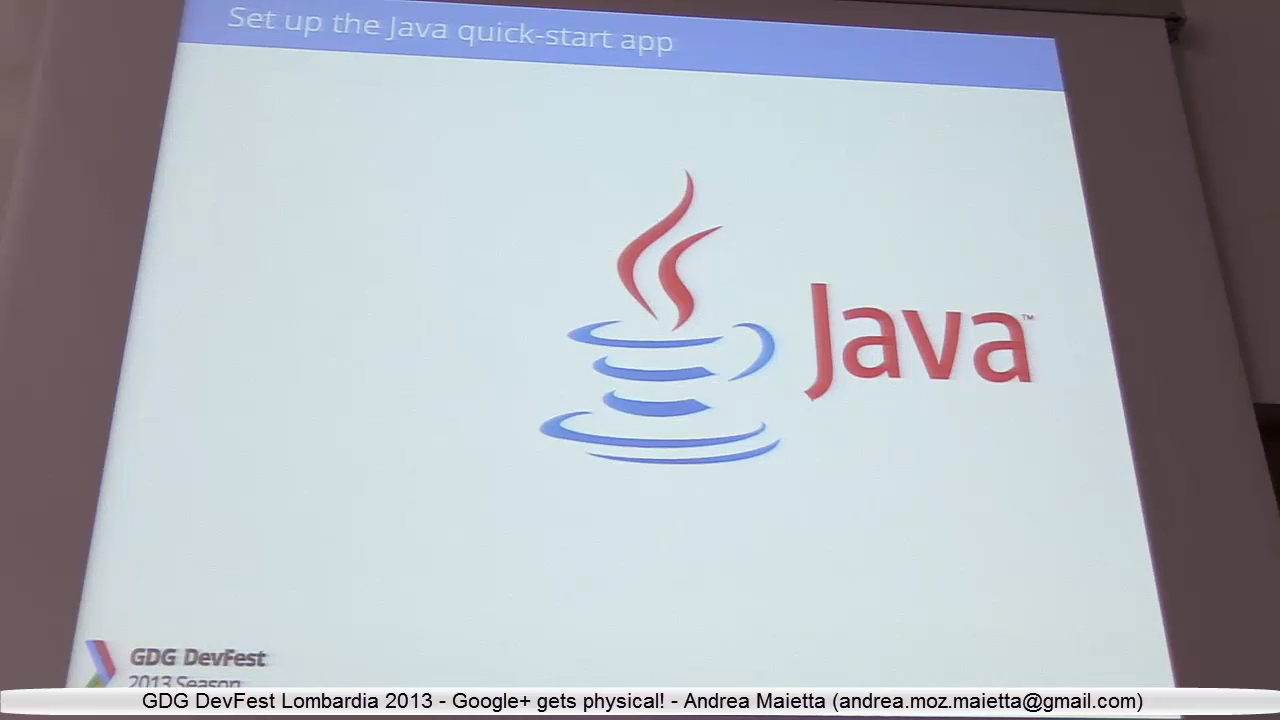 Set up the Java quick-start app
Java™
GDG DevFest
2013 Season
GDG DevFest Lombardia 2013 - Google+ gets physical! - Andrea Maietta (andrea.moz.maietta@gmail.com)